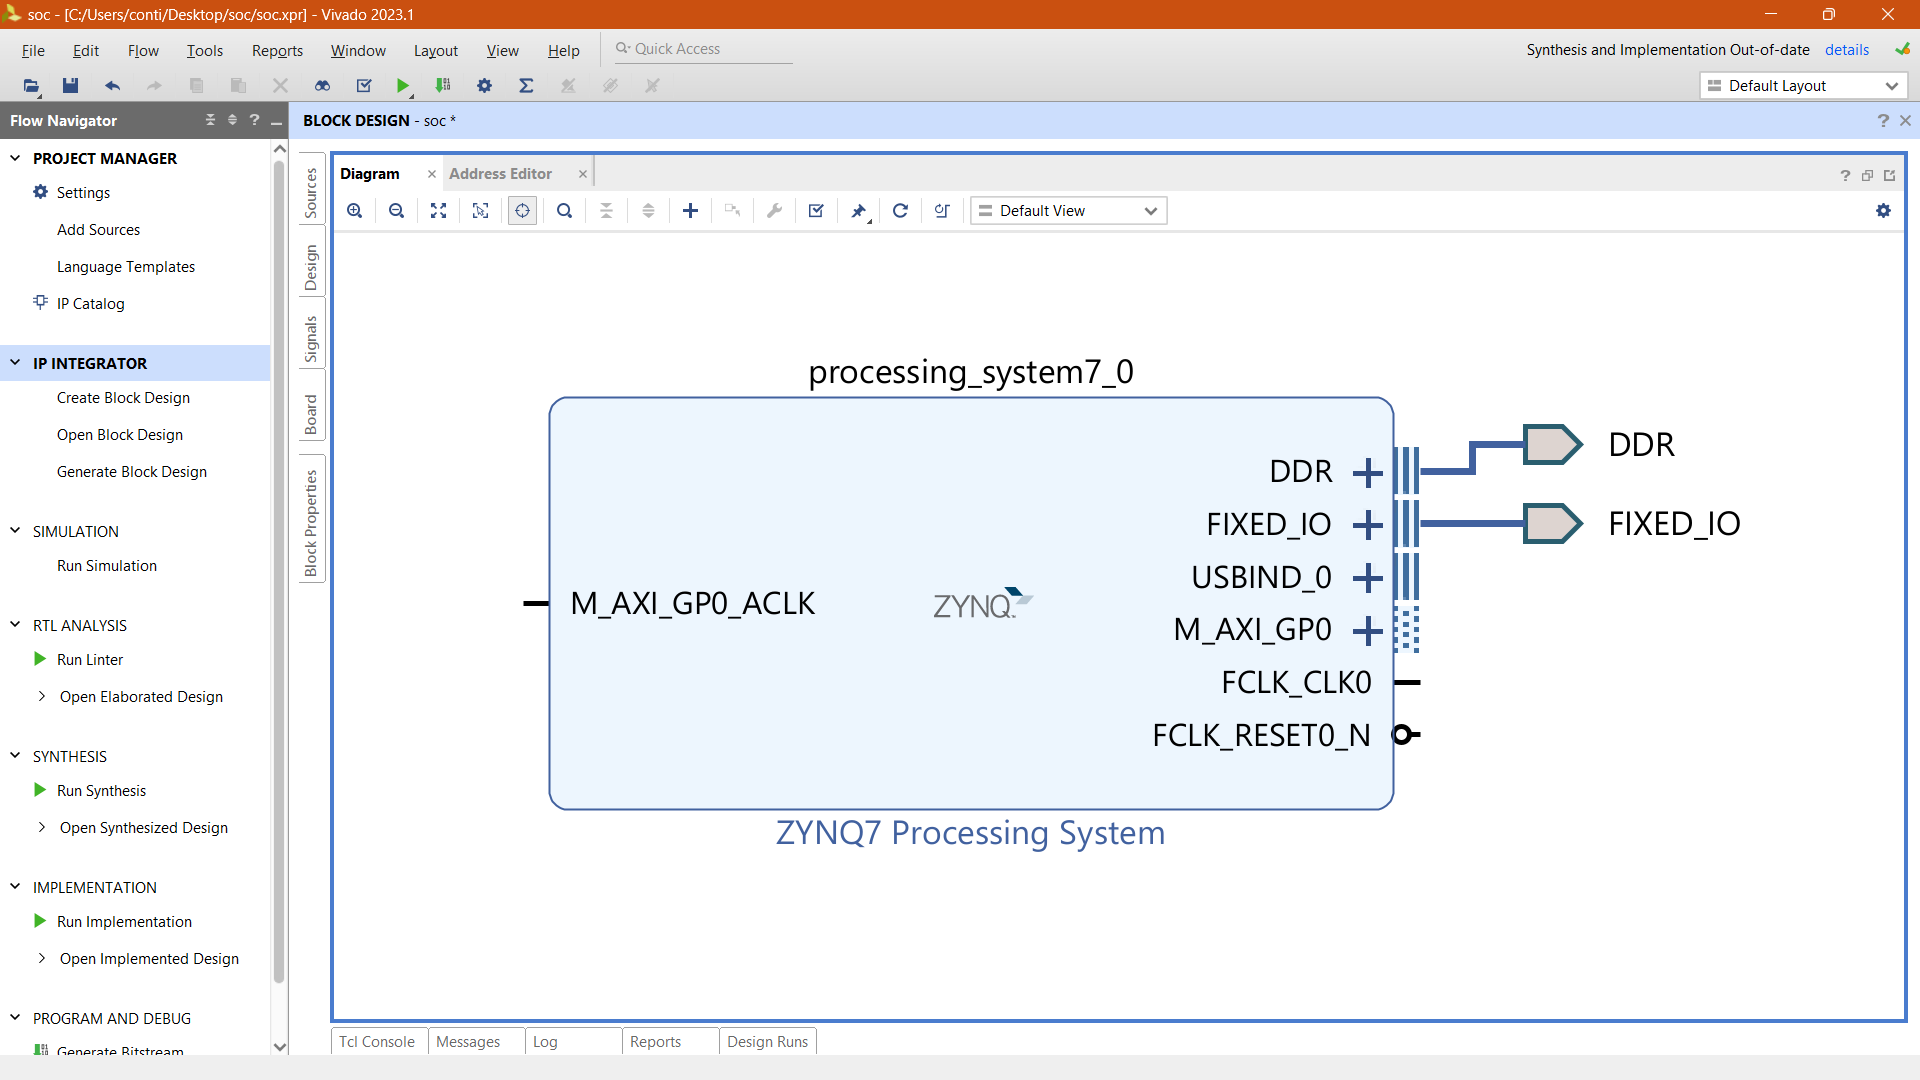 soc - [C:/Users/conti/Desktop/soc/soc.xpr] - Vivado 2023.1
File Edit Flow Tools Reports Window Layout View Help Quick Access
Synthesis and Implementation Out-of-date details
Default Layout
Flow Navigator
BLOCK DESIGN - soc *
PROJECT MANAGER
Settings
Add Sources
Language Templates
IP Catalog
IP INTEGRATOR
Create Block Design
Open Block Design
Generate Block Design
SIMULATION
Run Simulation
RTL ANALYSIS
Run Linter
Open Elaborated Design
SYNTHESIS
Run Synthesis
Open Synthesized Design
IMPLEMENTATION
Run Implementation
Open Implemented Design
PROGRAM AND DEBUG
Generate Bitstream
Sources
Design
Signals
Board
Block Properties
Diagram
Address Editor
Default View
processing_system7_0
M_AXI_GP0_ACLK
ZYNQ
DDR
FIXED_IO
USBIND_0
M_AXI_GP0
FCLK_CLK0
FCLK_RESET0_N
DDR
FIXED_IO
ZYNQ7 Processing System
Tcl Console
Messages
Log
Reports
Design Runs